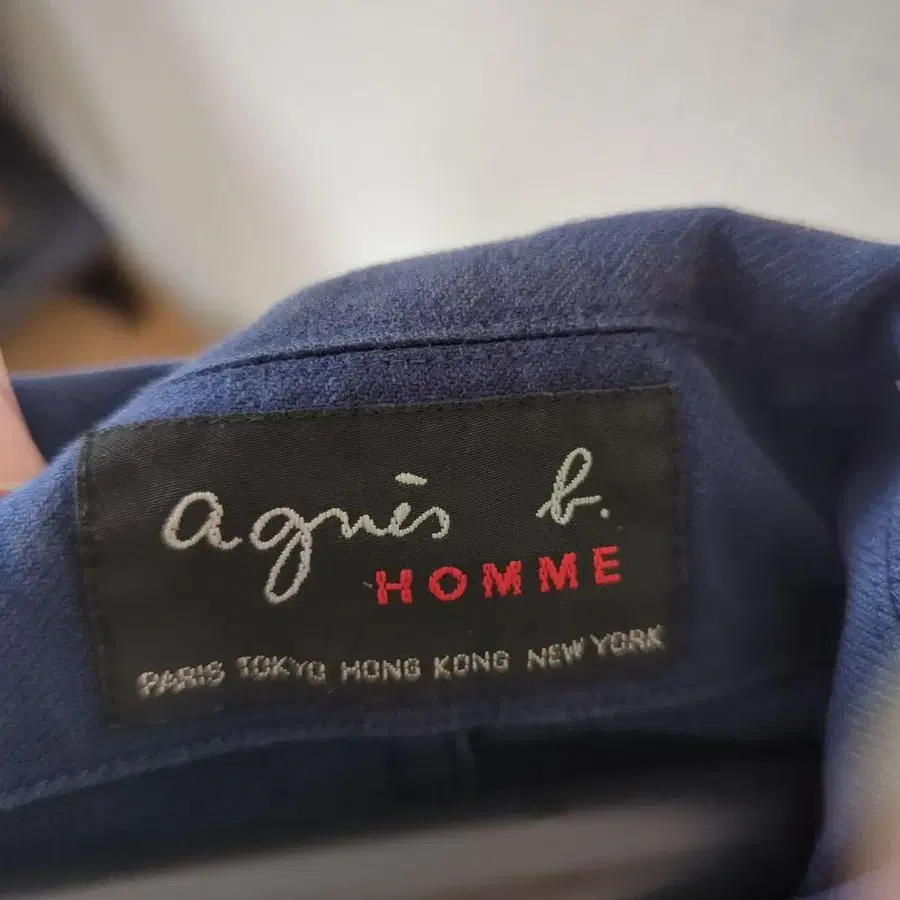 agnès b.
HOMME
PARIS TOKYO HONG KONG NEW YORK